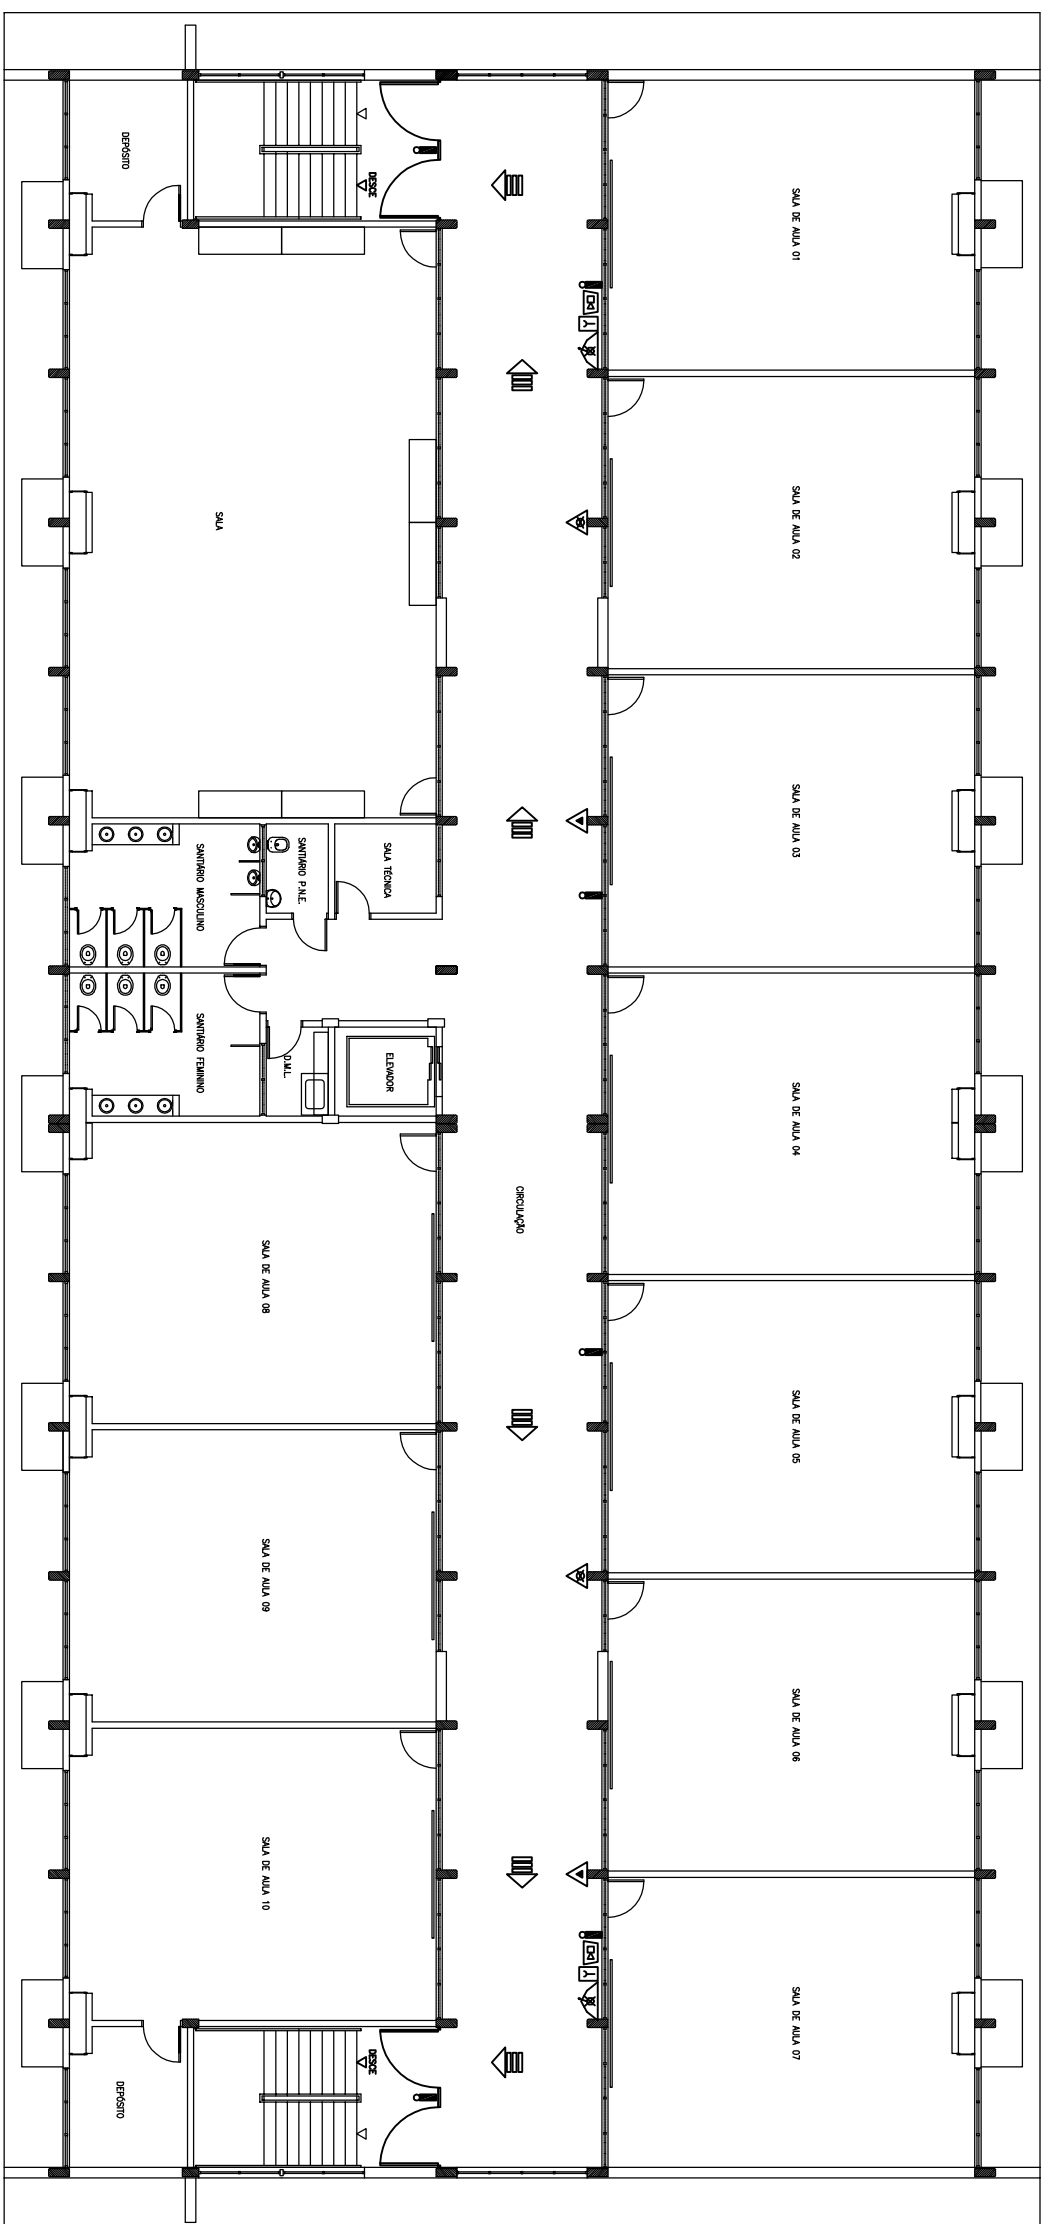 DEPÓSITO
DESCE
SALA DE AULA 01
SALA DE AULA 02
SALA
SALA DE AULA 03
SALA TÉCNICA
SANITÁRIO P.N.E.
SANITÁRIO MASCULINO
SANITÁRIO FEMININO
D.M.L.
ELEVADOR
SALA DE AULA 04
CIRCULAÇÃO
SALA DE AULA 08
SALA DE AULA 05
SALA DE AULA 09
SALA DE AULA 06
SALA DE AULA 10
SALA DE AULA 07
DESCE
DEPÓSITO